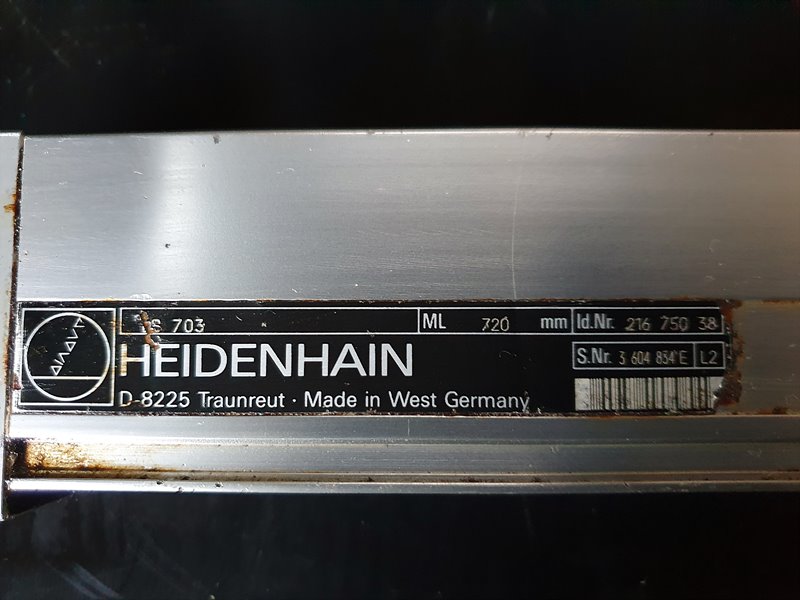 S 703 ML 720 mm Id.Nr. 216 750 38
HEIDENHAIN
S.Nr. 3 604 834 E L2
D-8225 Traunreut · Made in West Germany